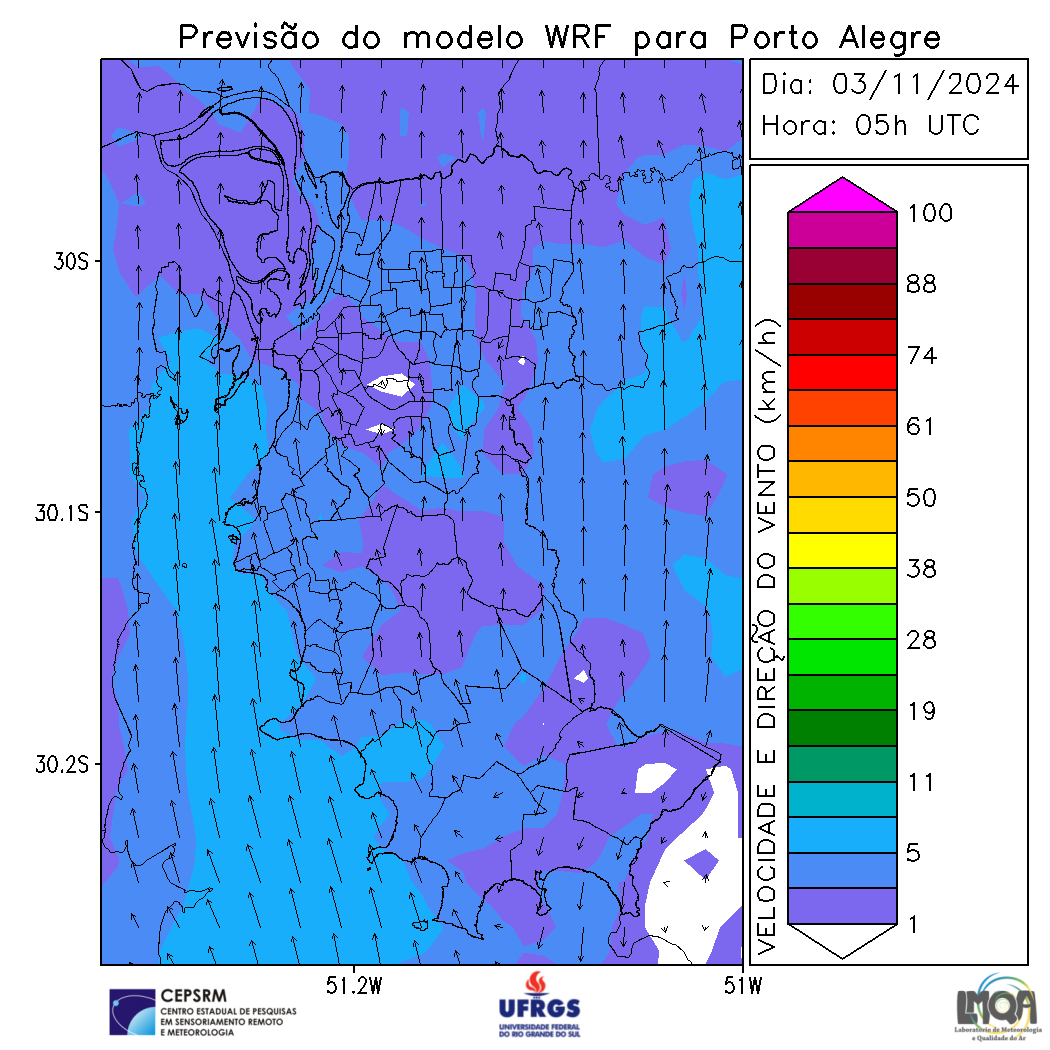 Previsão do modelo WRF para Porto Alegre
Dia: 03/11/2024
Hora: 05h UTC
30S
30.1S
30.2S
51.2W
51W
VELOCIDADE E DIREÇÃO DO VENTO (km/h)
100
88
74
61
50
38
28
19
11
5
1
CEPSRM
CENTRO ESTADUAL DE PESQUISAS
EM SENSORIAMENTO REMOTO
E METEOROLOGIA
UFRGS
UNIVERSIDADE FEDERAL
DO RIO GRANDE DO SUL
LMQA
Laboratório de Meteorologia
e Qualidade do Ar